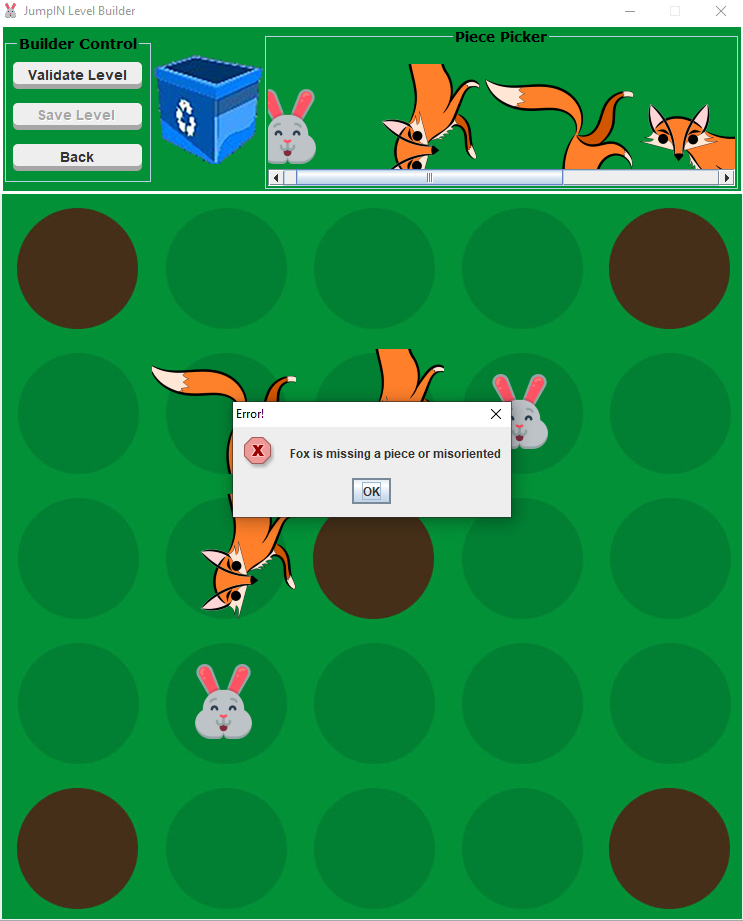 JumpIN Level Builder
Builder Control
Piece Picker
Validate Level
Save Level
Back
Error!
X
Fox is missing a piece or misoriented
OK